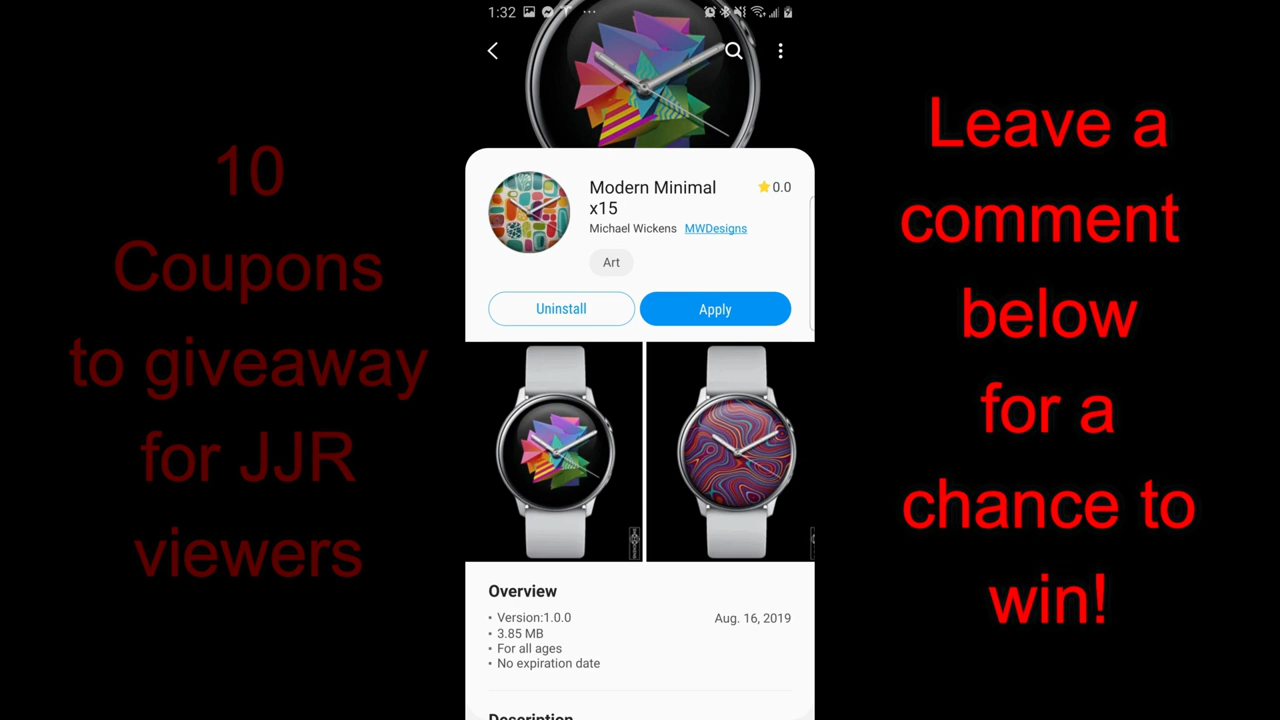 1:32
10
Coupons
to giveaway
for JJR
viewers
Modern Minimal
x15
0.0
Michael Wickens MWDesigns
Art
Uninstall
Apply
Overview
• Version:1.0.0
Aug. 16, 2019
• 3.85 MB
• For all ages
• No expiration date
Description
Leave a
comment
below
for a
chance to
win!